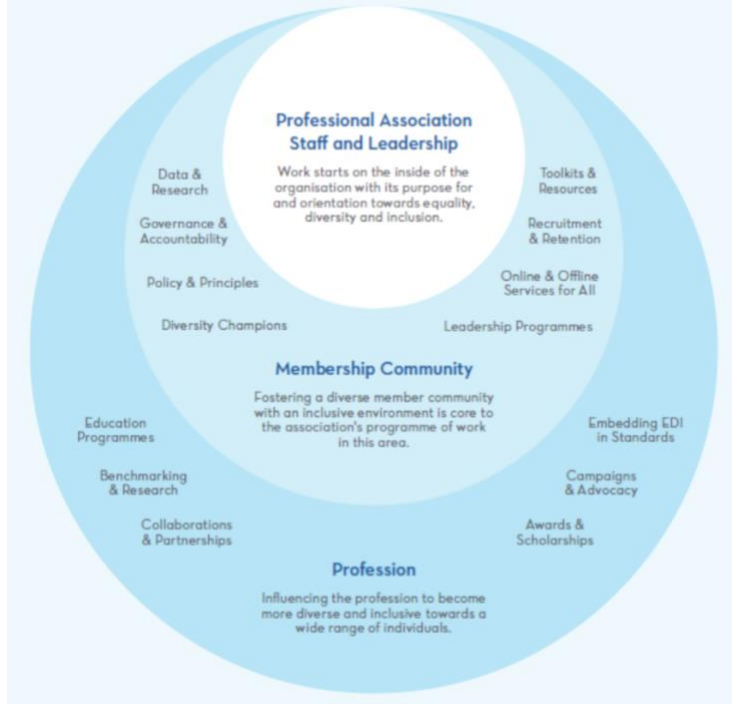 Professional Association
Staff and Leadership
Work starts on the inside of the
organisation with its purpose for
and orientation towards equality,
diversity and inclusion.
Data &
Research
Governance &
Accountability
Policy & Principles
Diversity Champions
Toolkits &
Resources
Recruitment
& Retention
Online & Offline
Services for All
Leadership Programmes
Membership Community
Fostering a diverse member community
with an inclusive environment is core to
the association's programme of work
in this area.
Education
Programmes
Benchmarking
& Research
Collaborations
& Partnerships
Embedding EDI
in Standards
Campaigns
& Advocacy
Awards &
Scholarships
Profession
Influencing the profession to become
more diverse and inclusive towards a
wide range of individuals.